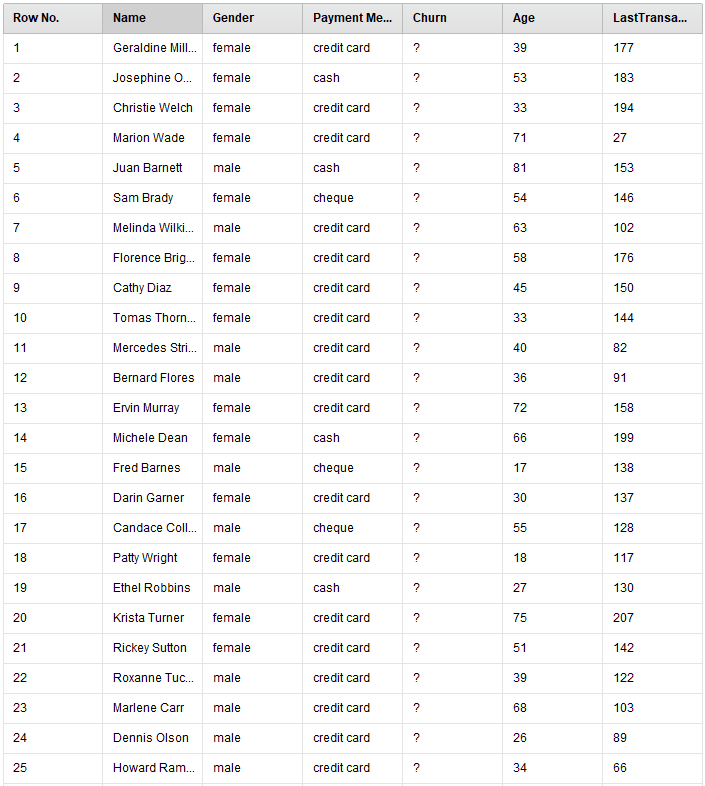 Row No. Name Gender Payment Me... Churn Age LastTransa...
1 Geraldine Mill... female credit card ? 39 177
2 Josephine O... female cash ? 53 183
3 Christie Welch female credit card ? 33 194
4 Marion Wade female credit card ? 71 27
5 Juan Barnett male cash ? 81 153
6 Sam Brady female cheque ? 54 146
7 Melinda Wilki... male credit card ? 63 102
8 Florence Brig... female credit card ? 58 176
9 Cathy Diaz female credit card ? 45 150
10 Tomas Thorn... female credit card ? 33 144
11 Mercedes Stri... male credit card ? 40 82
12 Bernard Flores male credit card ? 36 91
13 Ervin Murray female credit card ? 72 158
14 Michele Dean female cash ? 66 199
15 Fred Barnes male cheque ? 17 138
16 Darin Garner female credit card ? 30 137
17 Candace Coll... male cheque ? 55 128
18 Patty Wright female credit card ? 18 117
19 Ethel Robbins male cash ? 27 130
20 Krista Turner female credit card ? 75 207
21 Rickey Sutton female credit card ? 51 142
22 Roxanne Tuc... male credit card ? 39 122
23 Marlene Carr male credit card ? 68 103
24 Dennis Olson male credit card ? 26 89
25 Howard Ram... male credit card ? 34 66